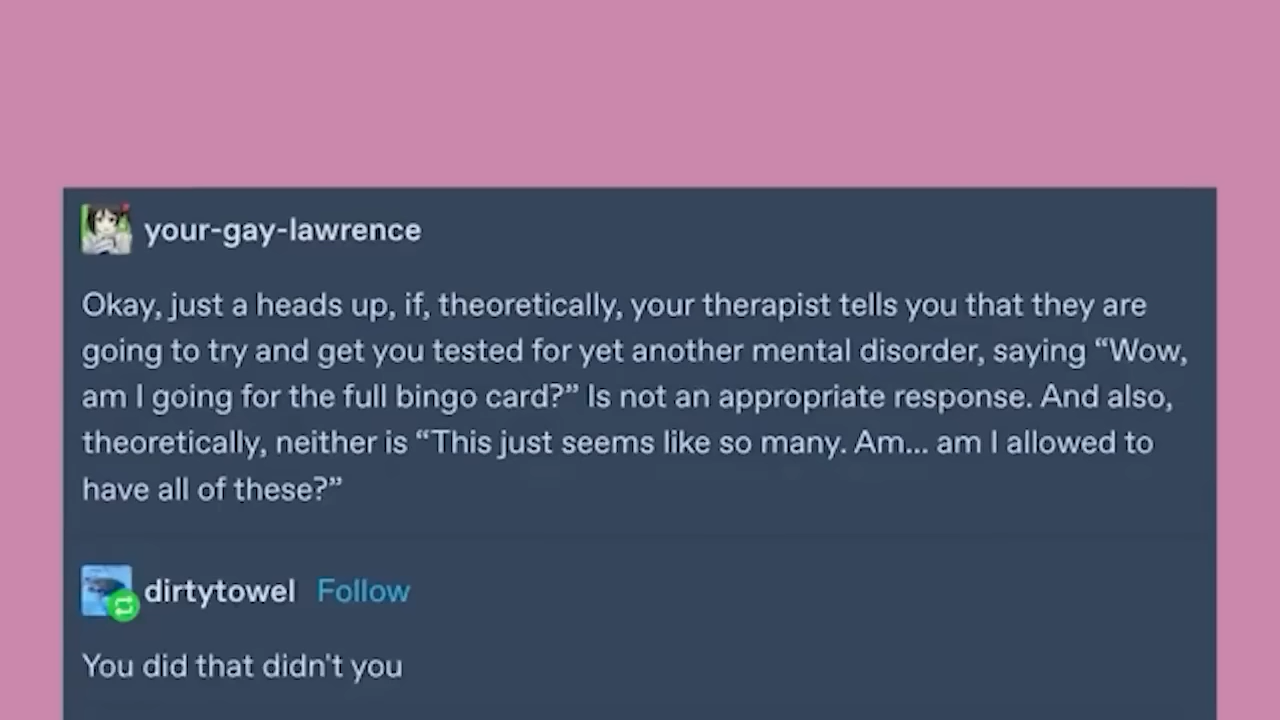 your-gay-lawrence
Okay, just a heads up, if, theoretically, your therapist tells you that they are
going to try and get you tested for yet another mental disorder, saying “Wow,
am I going for the full bingo card?” Is not an appropriate response. And also,
theoretically, neither is “This just seems like so many. Am... am I allowed to
have all of these?”
dirtytowel Follow
You did that didn't you